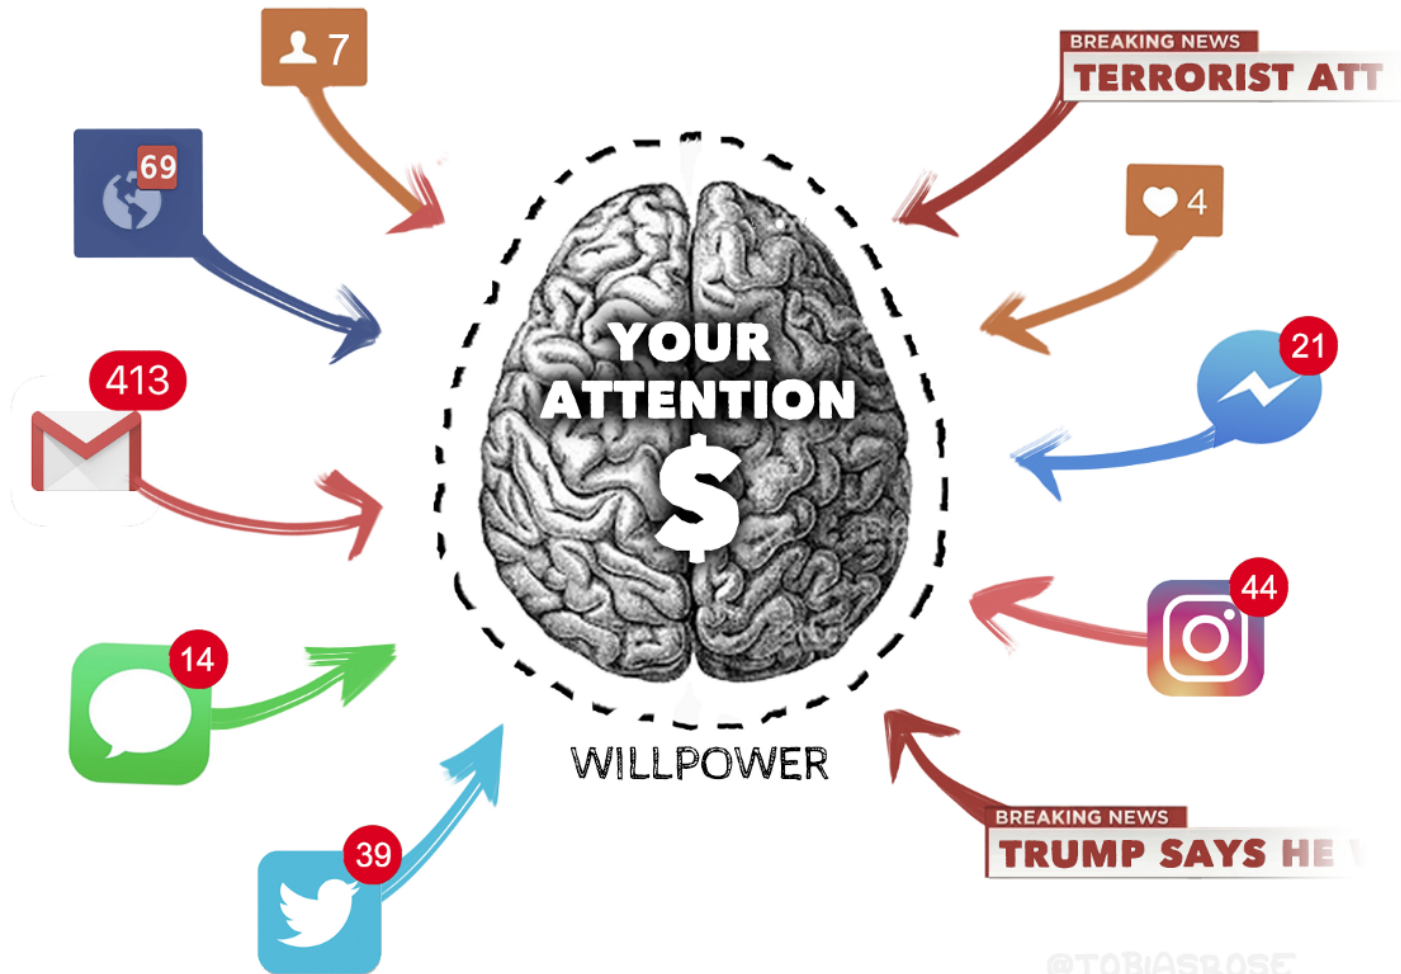 7
BREAKING NEWS
TERRORIST ATT
69
4
YOUR
ATTENTION
$
21
413
44
14
WILLPOWER
BREAKING NEWS
TRUMP SAYS HE
39
@TOBIASROSE